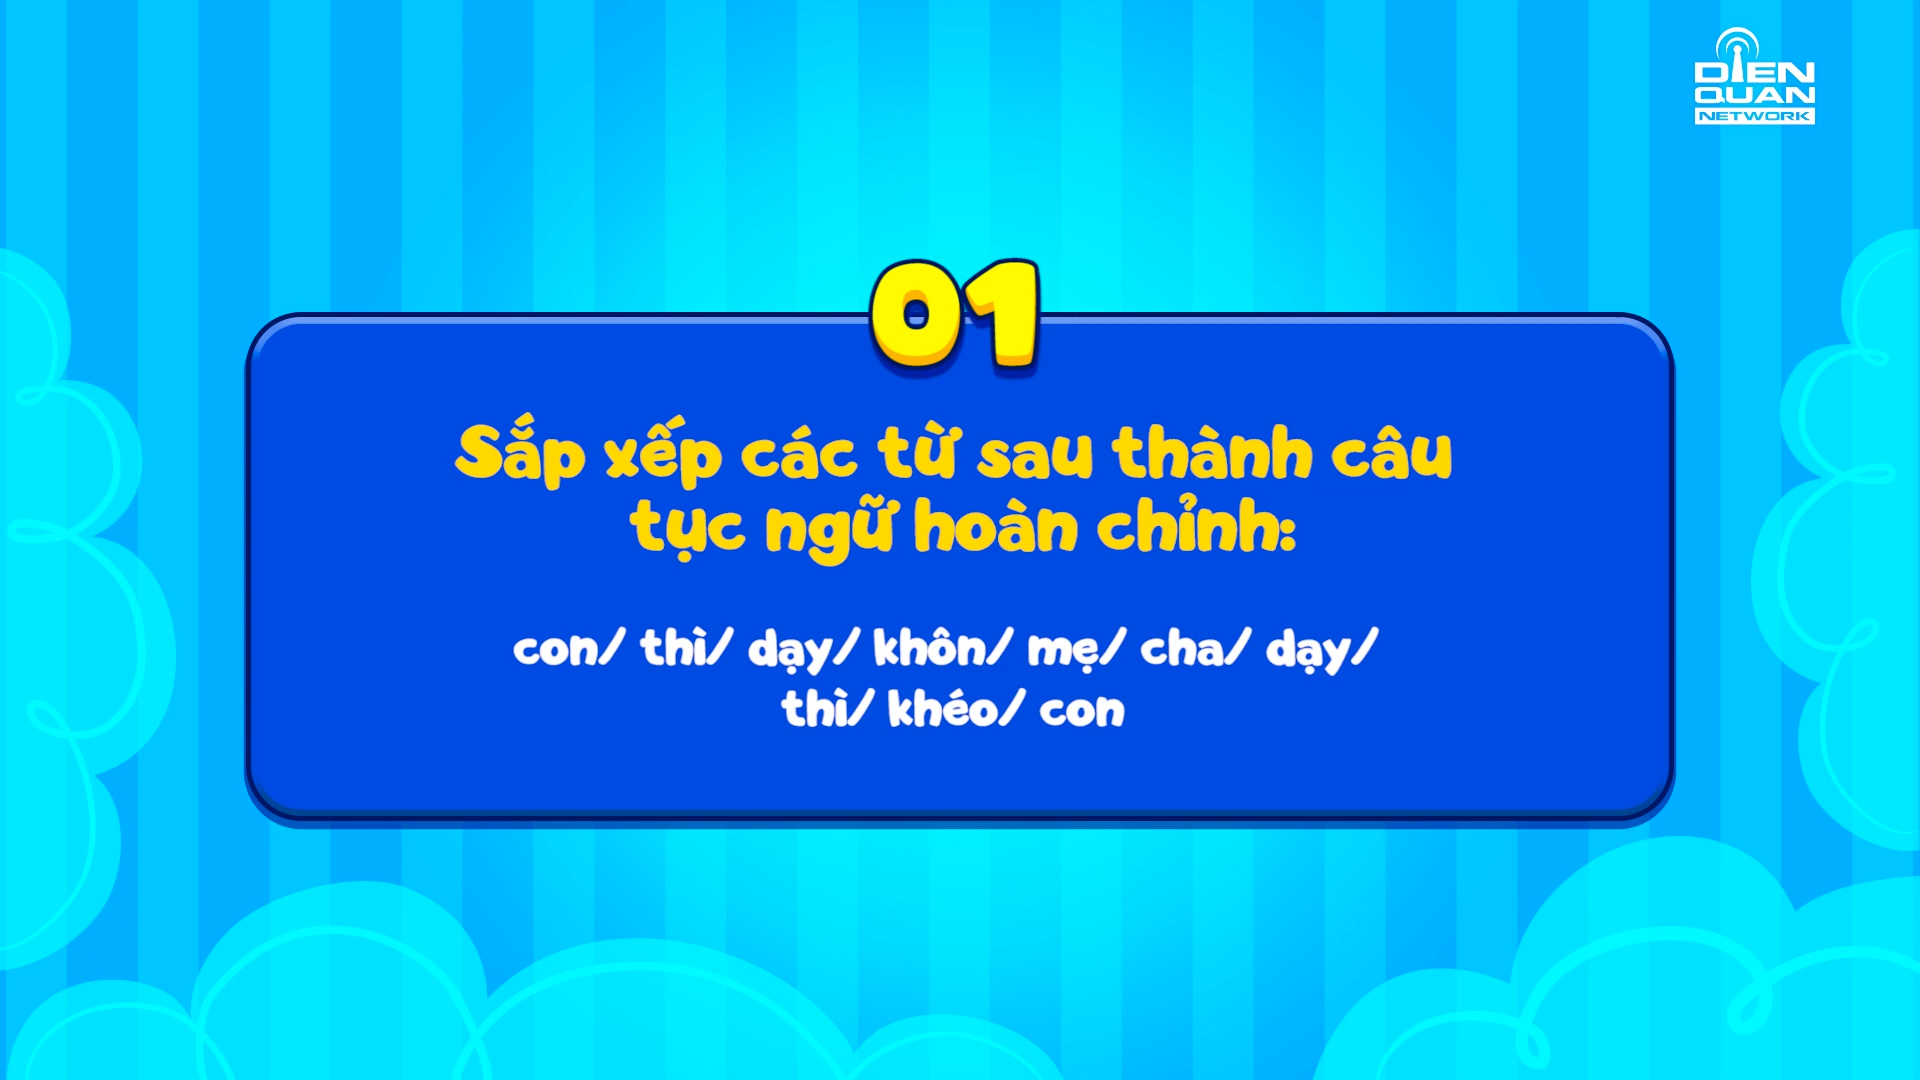 DIEN
QUAN
NETWORK
01
Sắp xếp các từ sau thành câu
tục ngữ hoàn chỉnh:
con/ thì/ dạy/ khôn/ mẹ/ cha/ dạy/
thì/ khéo/ con